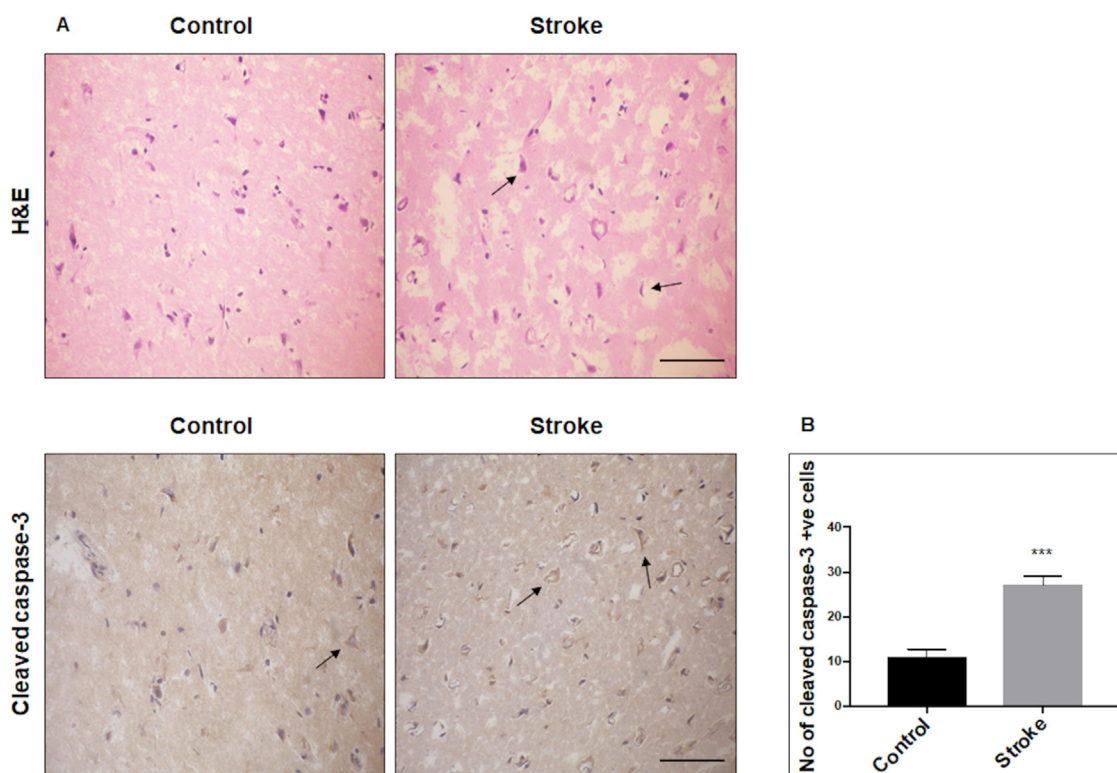 A
Control
Stroke
H&E
Control
Stroke
Cleaved caspase-3
B
No of cleaved caspase-3 +ve cells
40
30
20
10
0
***
Control
Stroke